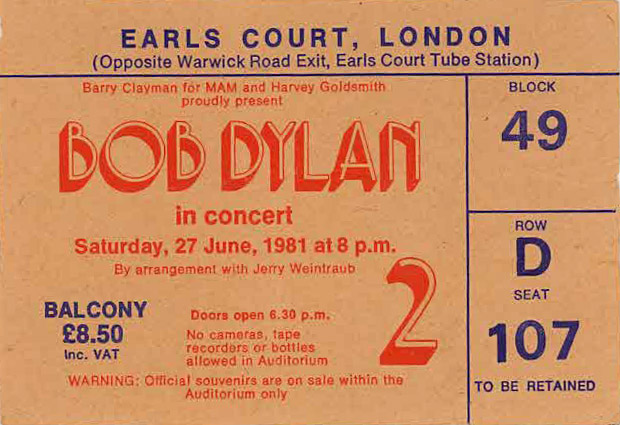 EARLS COURT, LONDON
(Opposite Warwick Road Exit, Earls Court Tube Station)
Barry Clayman for MAM and Harvey Goldsmith
proudly present
BOB DYLAN
in concert
Saturday, 27 June, 1981 at 8 p.m.
By arrangement with Jerry Weintraub
BALCONY
£8.50
Inc. VAT
Doors open 6.30 p.m.
No cameras, tape
recorders or bottles
allowed in Auditorium
2
WARNING: Official souvenirs are on sale within the
Auditorium only
BLOCK
49
ROW
D
SEAT
107
TO BE RETAINED